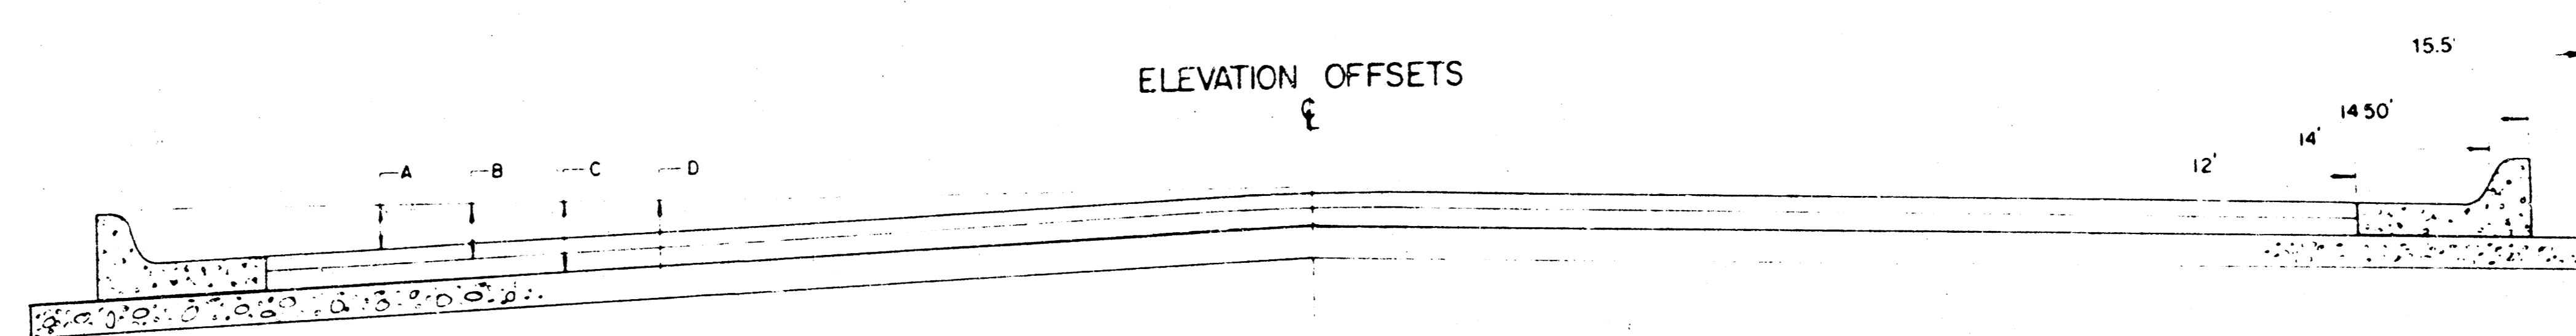 15.5'
ELEVATION OFFSETS
℄
14 50'
14'
12'
A B C D